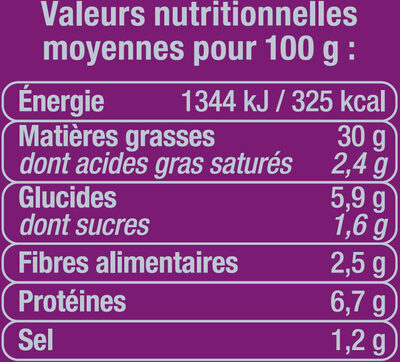 Valeurs nutritionnelles
moyennes pour 100 g :
Énergie 1344 kJ / 325 kcal
Matières grasses 30 g
dont acides gras saturés 2,4 g
Glucides 5,9 g
dont sucres 1,6 g
Fibres alimentaires 2,5 g
Protéines 6,7 g
Sel 1,2 g